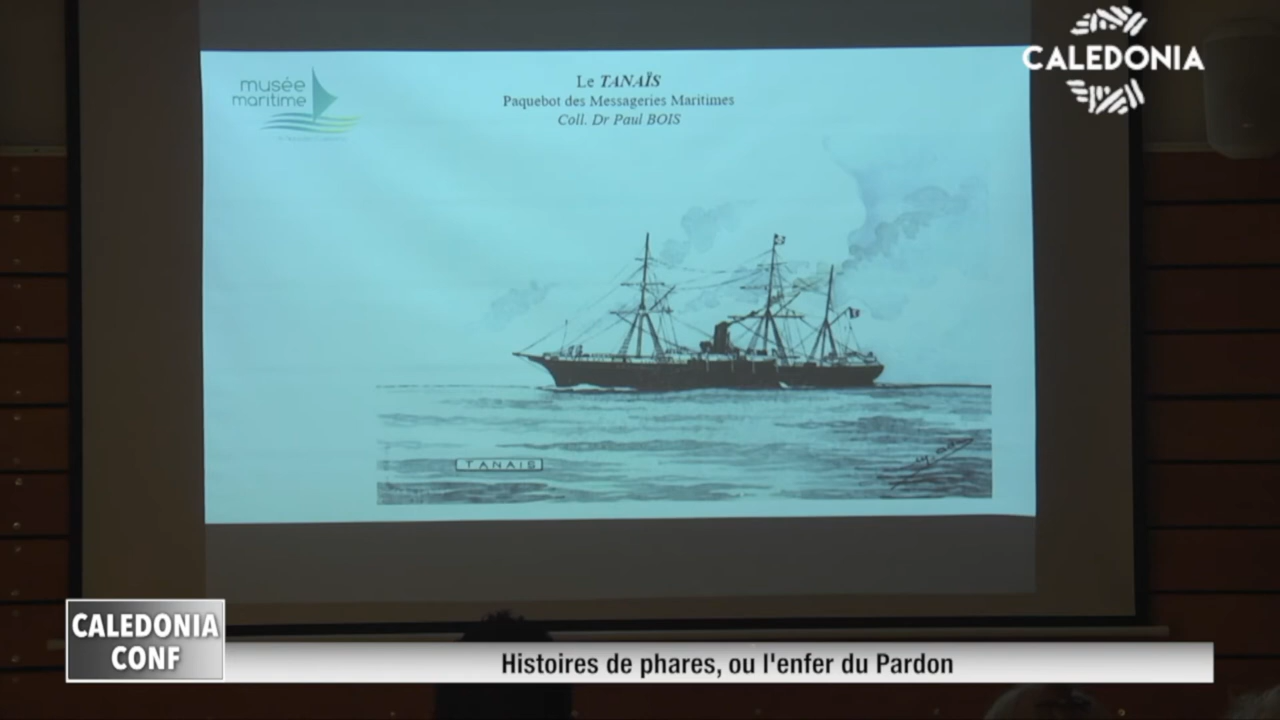 CALEDONIA
musée
maritime
Le TANAÏS
Paquebot des Messageries Maritimes
Coll. Dr Paul BOIS
TANAIS
CALEDONIA
CONF
Histoires de phares, ou l'enfer du Pardon